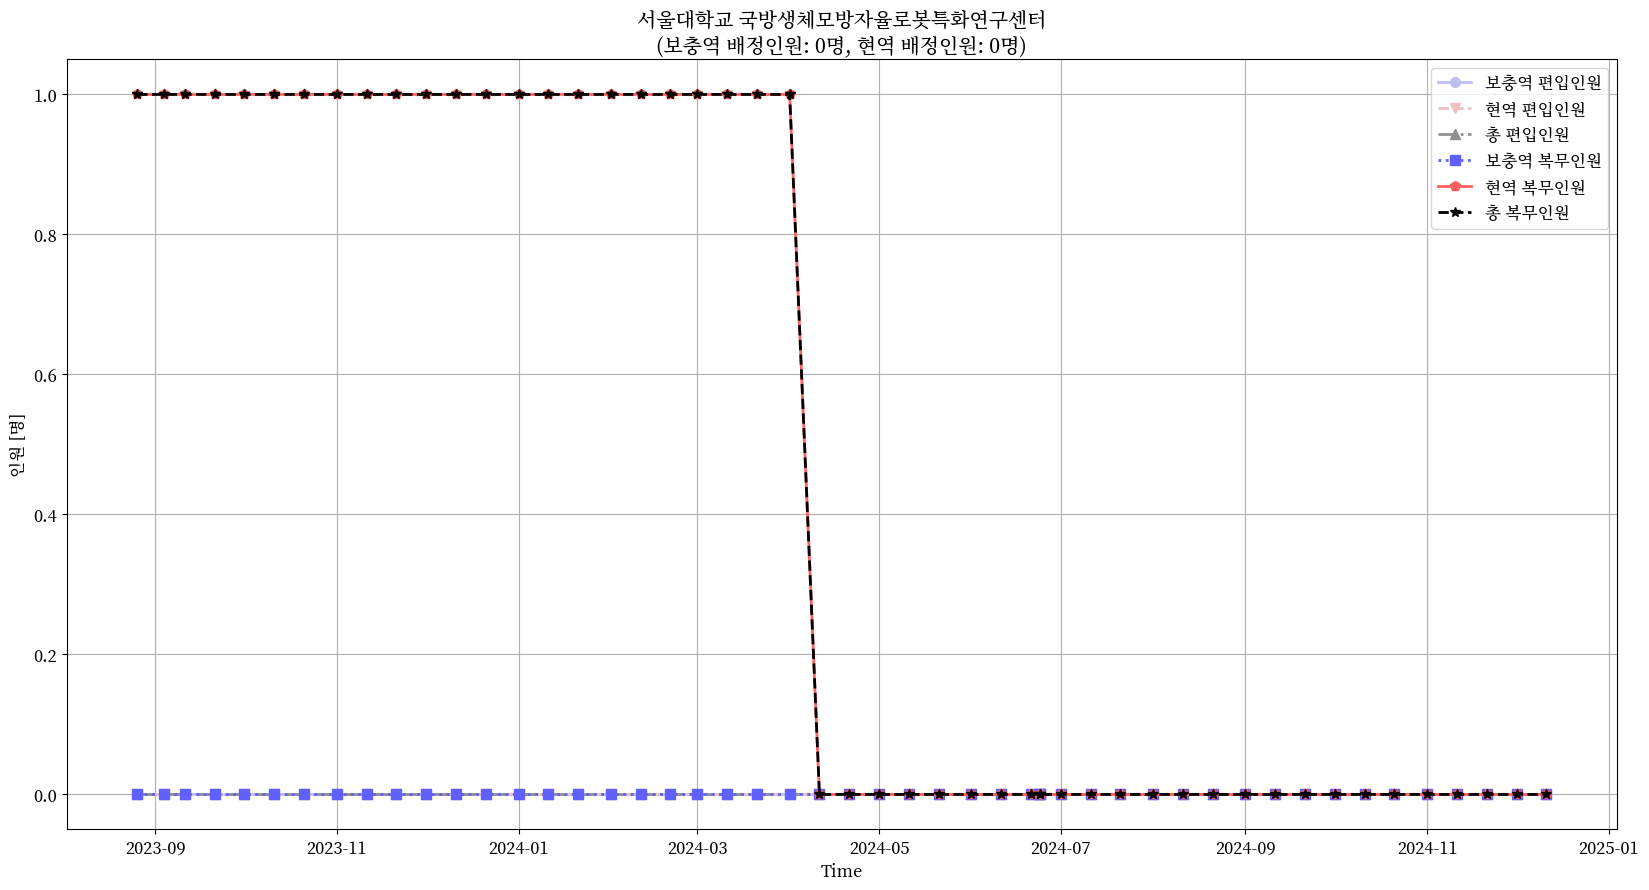 서울대학교 국방생체모방자율로봇특화연구센터
(보충역 배정인원: 0명, 현역 배정인원: 0명)
보충역 편입인원
현역 편입인원
총 편입인원
보충역 복무인원
현역 복무인원
총 복무인원
인원 [명]
1.0
0.8
0.6
0.4
0.2
0.0
2023-09
2023-11
2024-01
2024-03
2024-05
2024-07
2024-09
2024-11
2025-01
Time